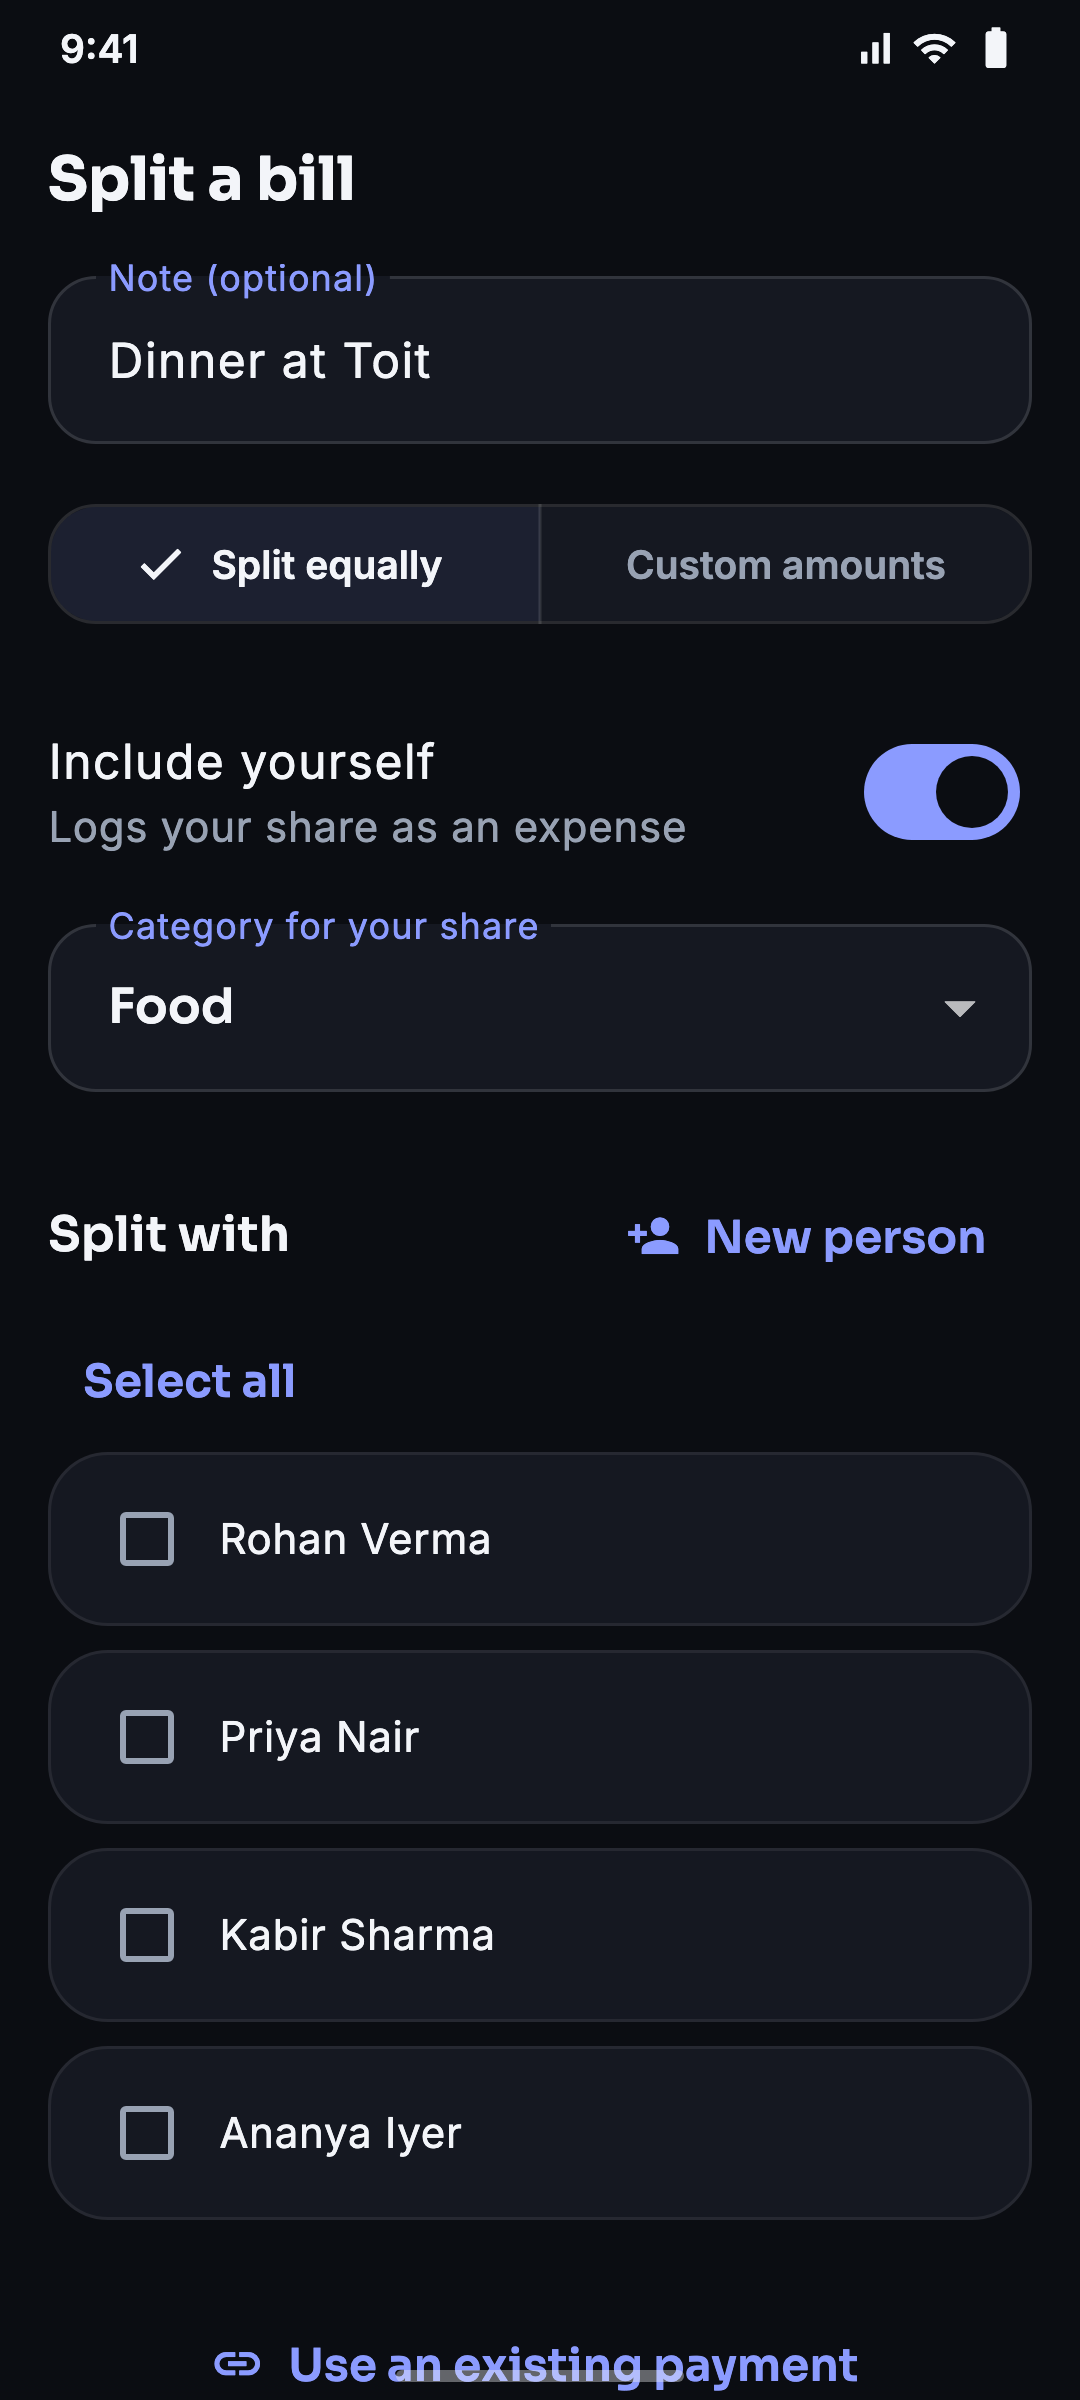 9:41
Split a bill
Note (optional)
Dinner at Toit
Split equally
Custom amounts
Include yourself
Logs your share as an expense
Category for your share
Food
Split with
New person
Select all
Rohan Verma
Priya Nair
Kabir Sharma
Ananya Iyer
Use an existing payment